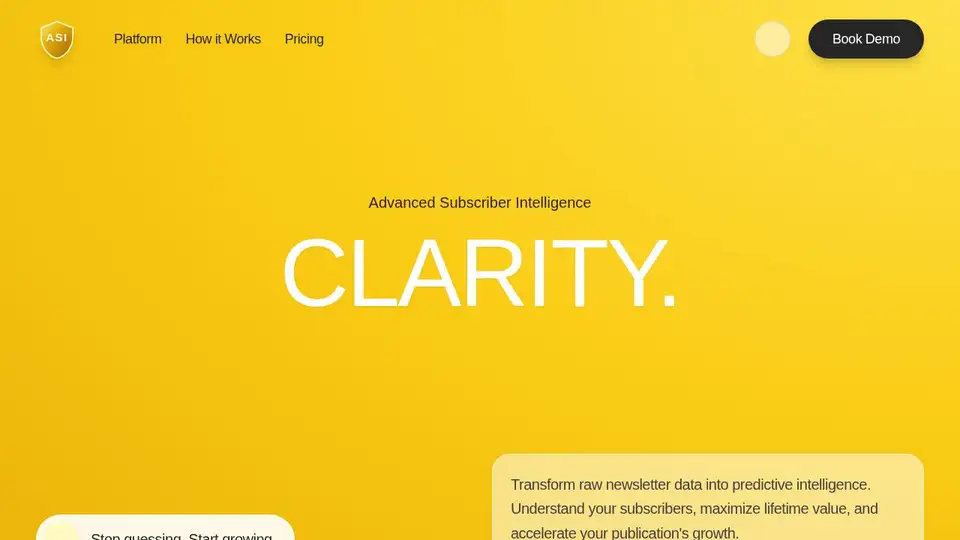 ASI
Platform
How it Works
Pricing
Book Demo
Advanced Subscriber Intelligence
CLARITY.
Transform raw newsletter data into predictive intelligence.
Understand your subscribers, maximize lifetime value, and
accelerate your publication's growth.
Stop guessing. Start growing.